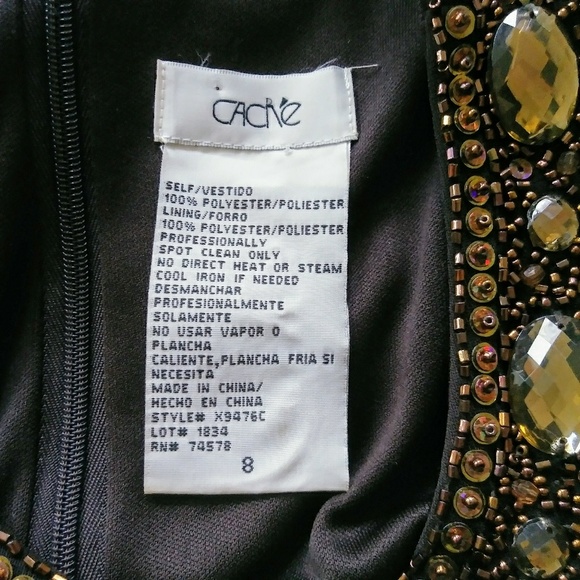 CACHé
SELF/VESTIDO
100% POLYESTER/POLIESTER
LINING/FORRO
100% POLYESTER/POLIESTER
PROFESSIONALLY
SPOT CLEAN ONLY
NO DIRECT HEAT OR STEAM
COOL IRON IF NEEDED
DESMANCHAR
PROFESIONALMENTE
SOLAMENTE
NO USAR VAPOR O
PLANCHA
CALIENTE,PLANCHA FRIA SI
NECESITA
MADE IN CHINA/
HECHO EN CHINA
STYLE# X9476C
LOT# 1834
RN# 74578
8